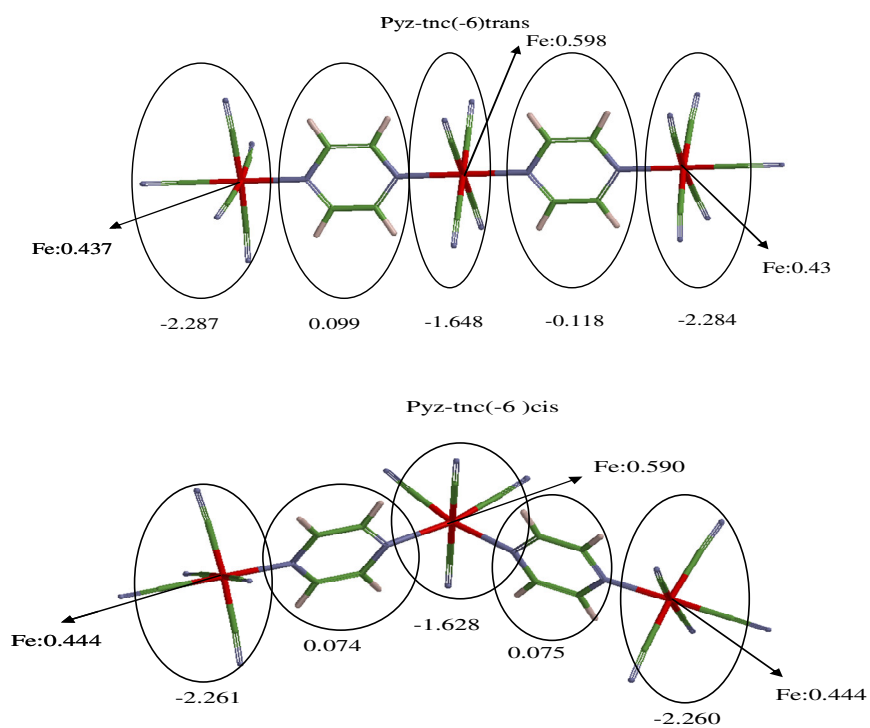 Pyz-tnc(-6)trans
Fe:0.598
Fe:0.437
Fe:0.43
-2.287 0.099 -1.648 -0.118 -2.284
Pyz-tnc(-6 )cis
Fe:0.590
Fe:0.444
0.074 -1.628 0.075
Fe:0.444
-2.261 -2.260